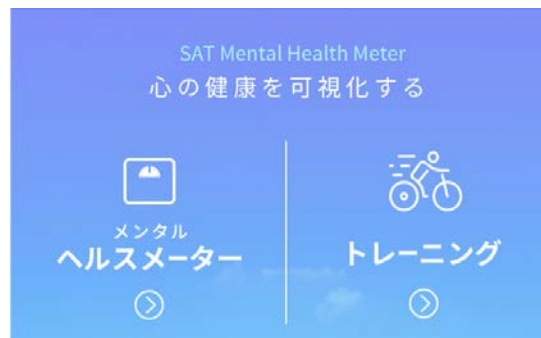 SAT Mental Health Meter
心の健康を可視化する
メンタル
ヘルスメーター
トレーニング